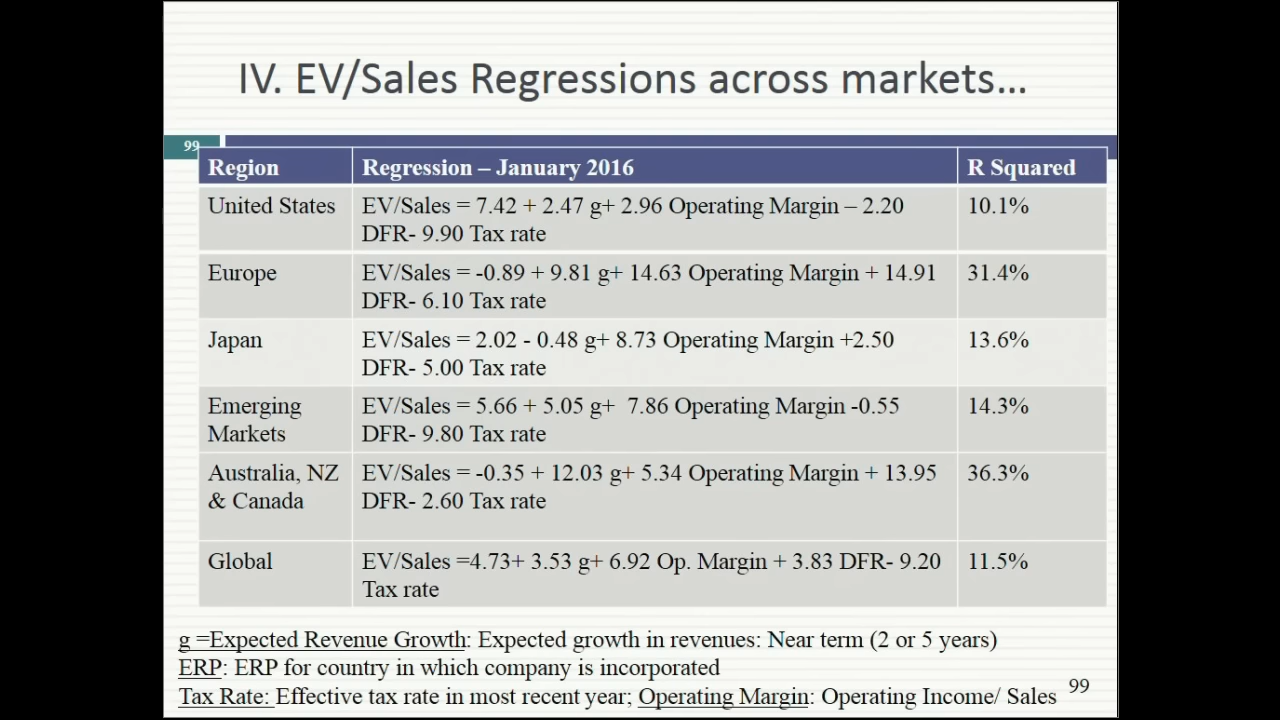 IV. EV/Sales Regressions across markets...
99
Region
Regression – January 2016
R Squared
United States
EV/Sales = 7.42 + 2.47 g+ 2.96 Operating Margin – 2.20
DFR- 9.90 Tax rate
10.1%
Europe
EV/Sales = -0.89 + 9.81 g+ 14.63 Operating Margin + 14.91
DFR- 6.10 Tax rate
31.4%
Japan
EV/Sales = 2.02 - 0.48 g+ 8.73 Operating Margin +2.50
DFR- 5.00 Tax rate
13.6%
Emerging
Markets
EV/Sales = 5.66 + 5.05 g+ 7.86 Operating Margin -0.55
DFR- 9.80 Tax rate
14.3%
Australia, NZ
& Canada
EV/Sales = -0.35 + 12.03 g+ 5.34 Operating Margin + 13.95
DFR- 2.60 Tax rate
36.3%
Global
EV/Sales =4.73+ 3.53 g+ 6.92 Op. Margin + 3.83 DFR- 9.20
Tax rate
11.5%
g =Expected Revenue Growth: Expected growth in revenues: Near term (2 or 5 years)
ERP: ERP for country in which company is incorporated
Tax Rate: Effective tax rate in most recent year; Operating Margin: Operating Income/ Sales
99